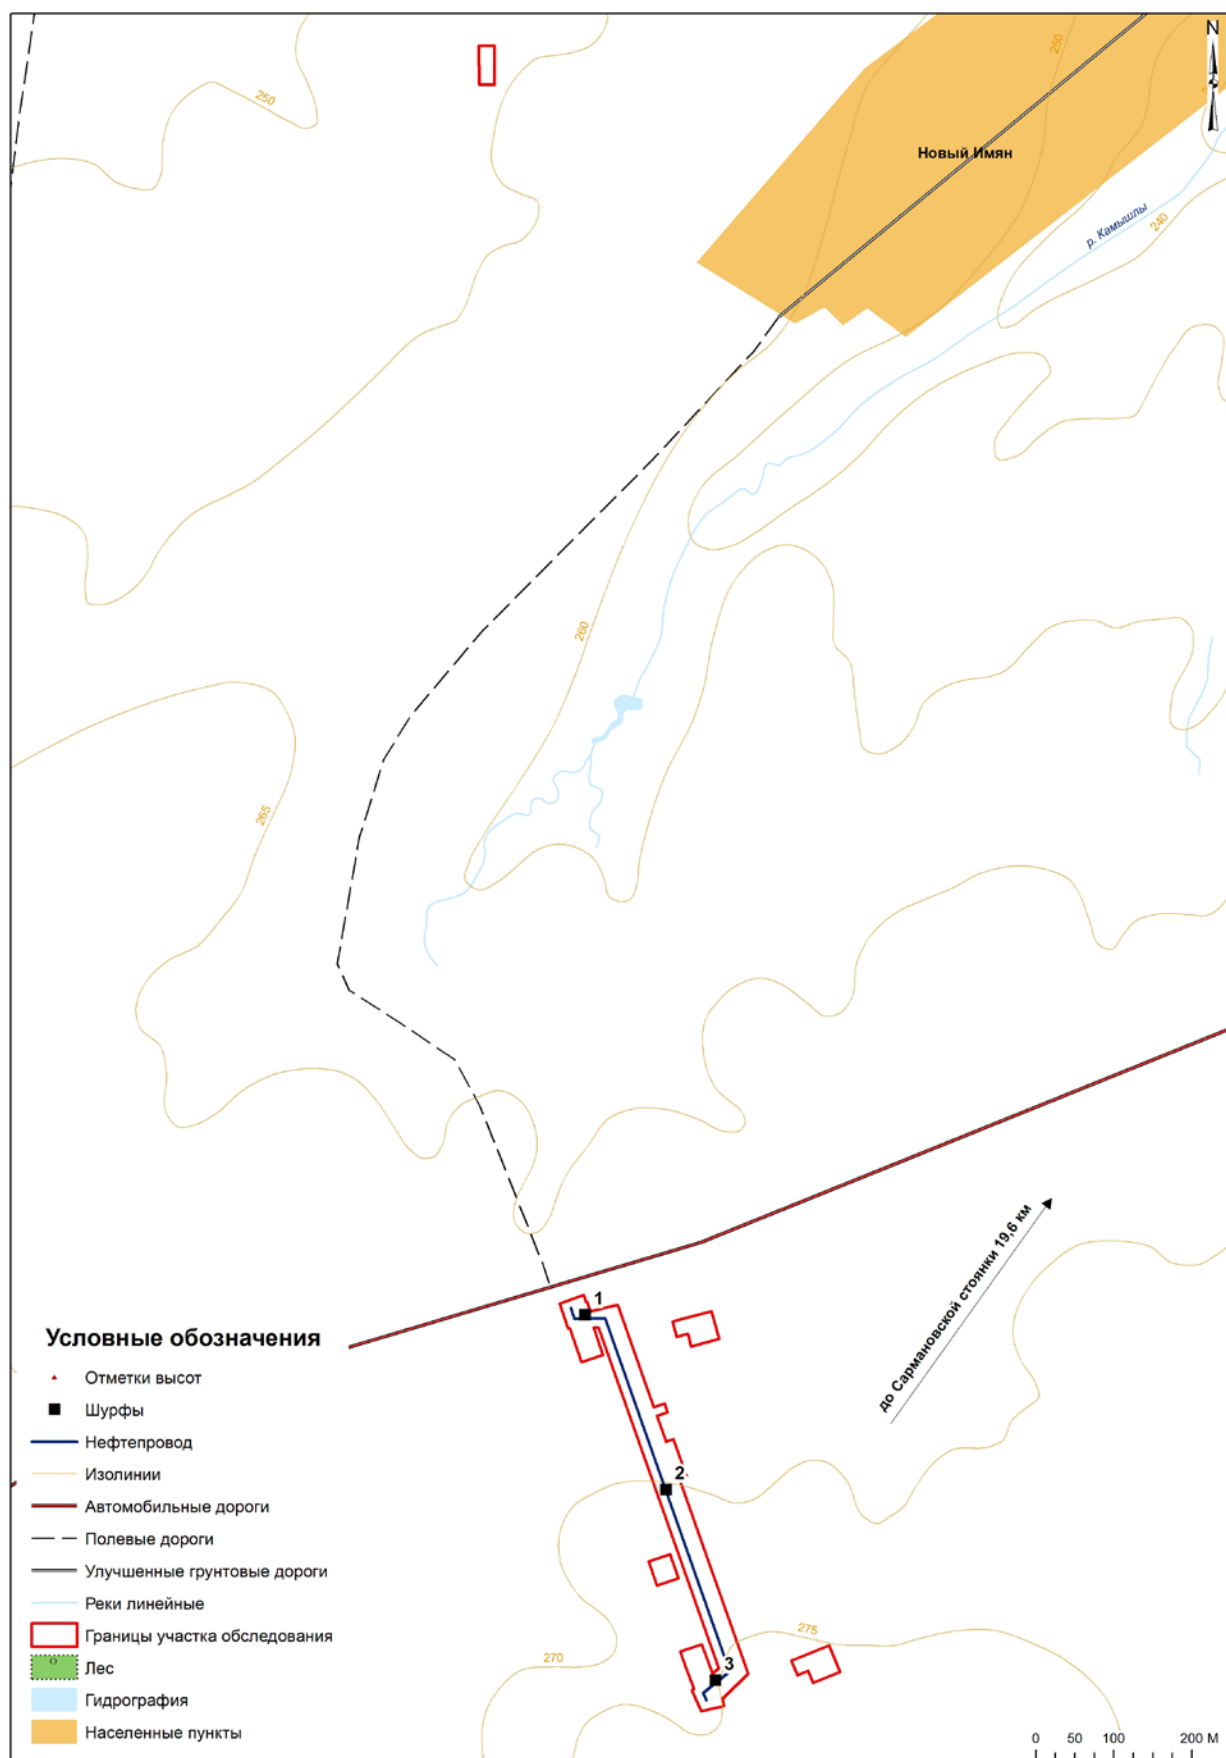 N
250
250
Новый Имян
р. Камышлы
240
260
265
до Сармановской стоянки 19,6 км
1
2
3
270
275
Условные обозначения
Отметки высот
Шурфы
Нефтепровод
Изолинии
Автомобильные дороги
Полевые дороги
Улучшенные грунтовые дороги
Реки линейные
Границы участка обследования
Лес
Гидрография
Населенные пункты
0 50 100 200 М